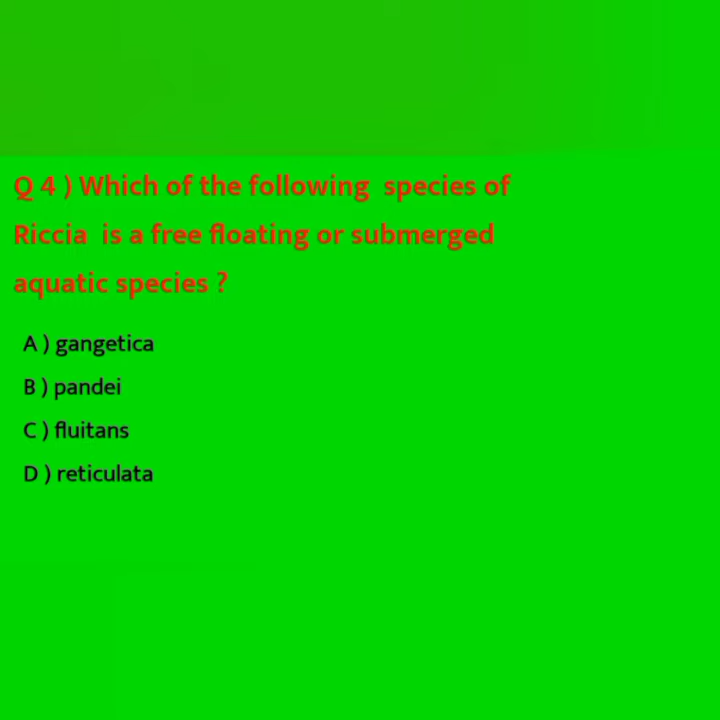 Q 4 ) Which of the following  species of
Riccia  is a free floating or submerged
aquatic species ?
A ) gangetica
B ) pandei
C ) fluitans
D ) reticulata